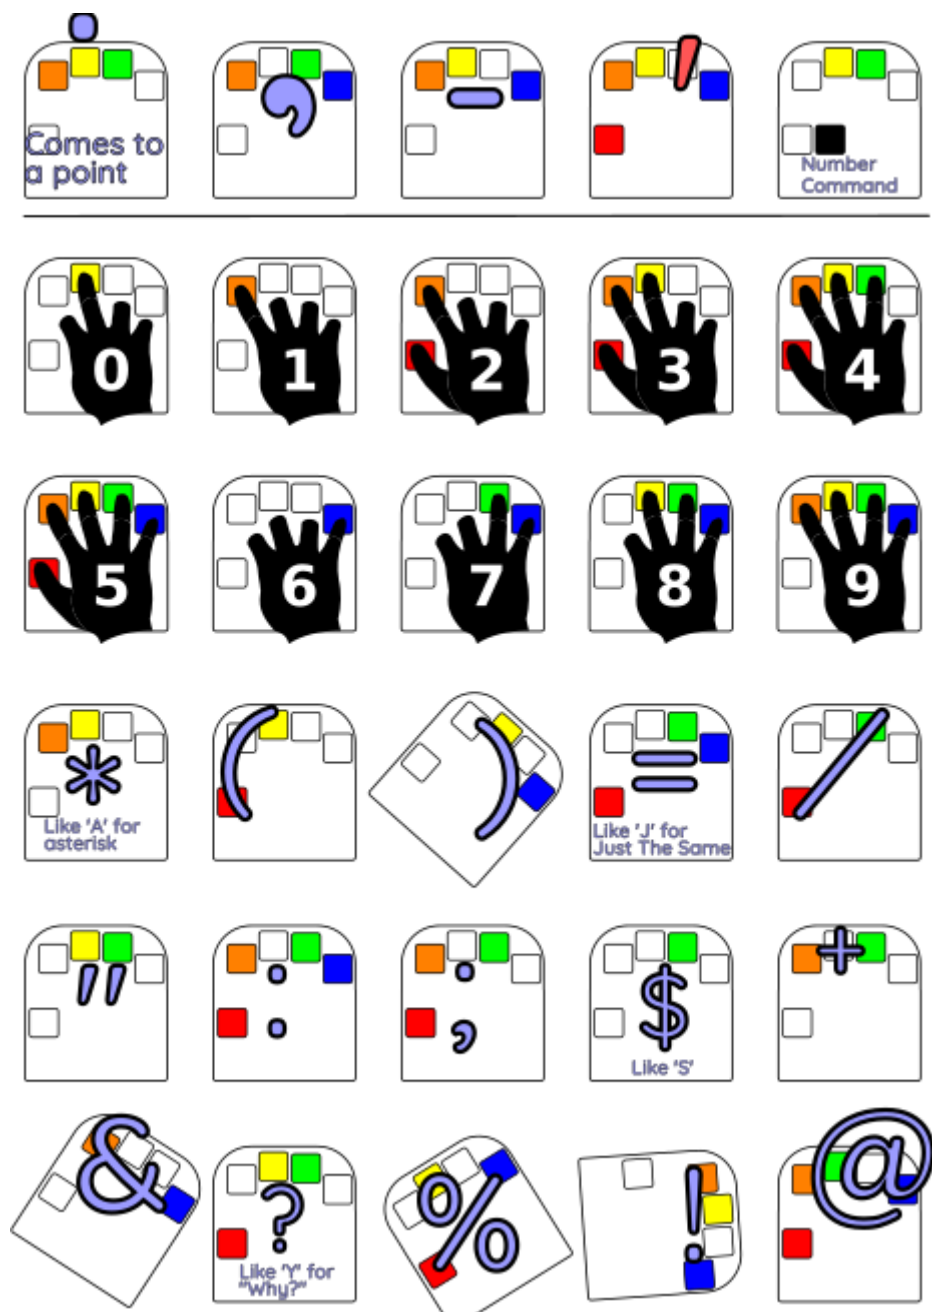 .
,
-
'
Comes to
a point
Number
Command
0 1 2 3 4
5 6 7 8 9
* ( ) = /
Like 'A' for
asterisk
Like 'J' for
Just The Same
" : ; $ +
Like 'S'
& ? % ! @
Like 'Y' for
"Why?"